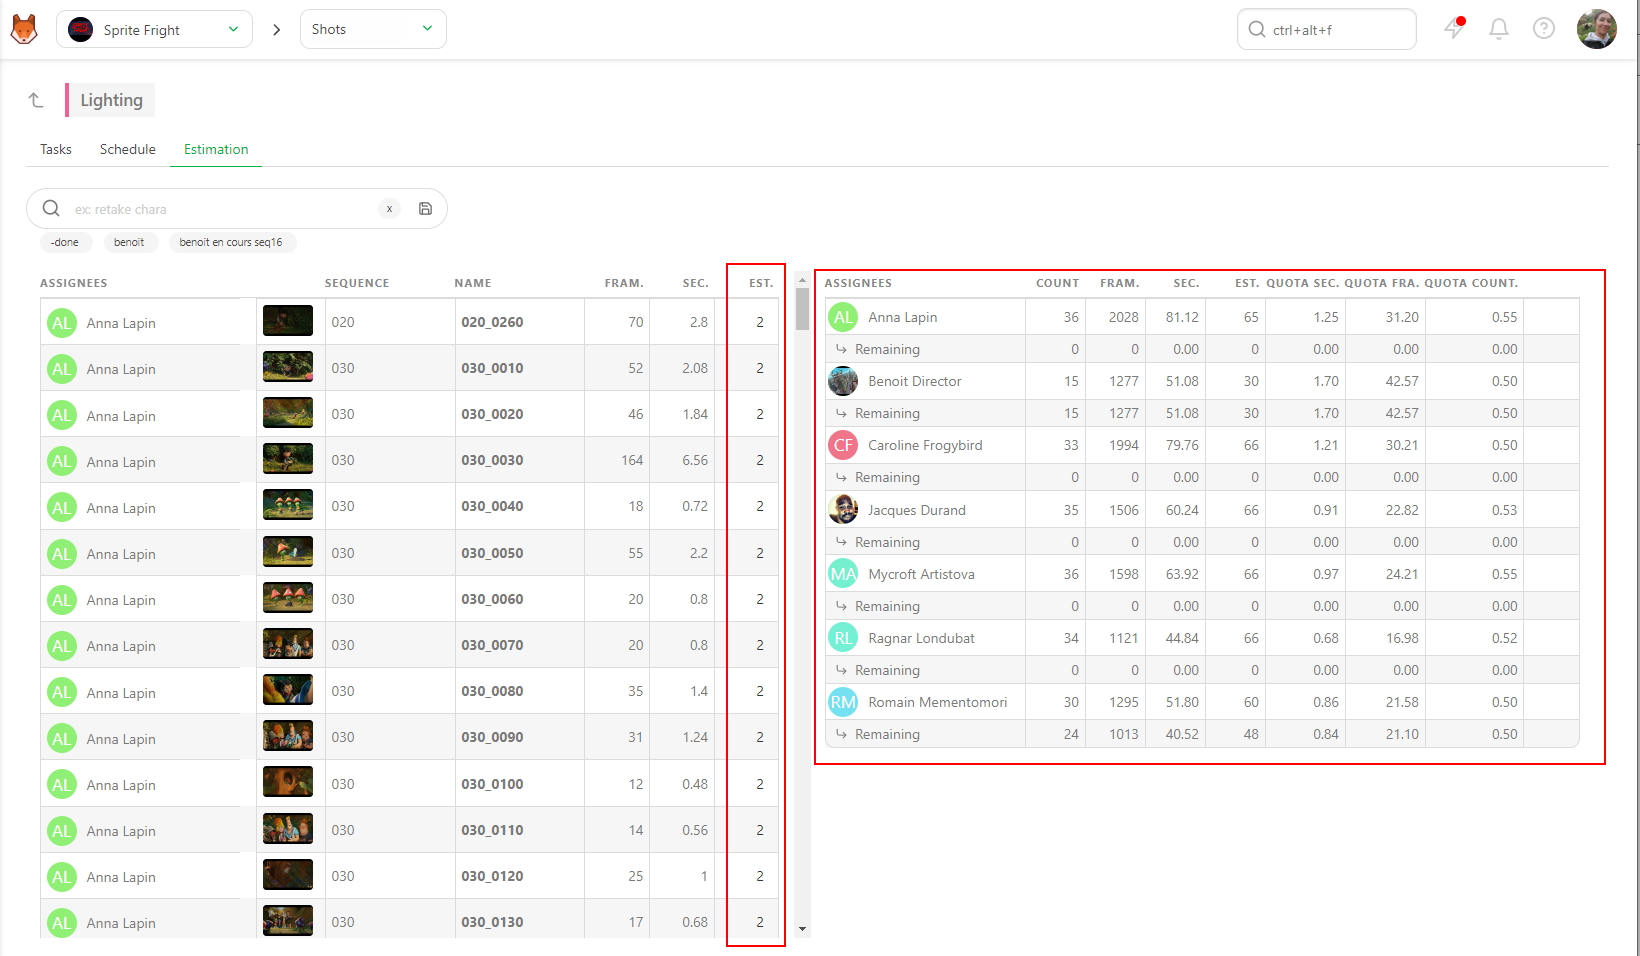 Sprite Fright
Shots
ctrl+alt+f
Lighting
Tasks Schedule Estimation
ex: retake chara x
-done benoit benoit en cours seq16
ASSIGNEES SEQUENCE NAME FRAM. SEC. EST.
AL Anna Lapin 020 020_0260 70 2.8 2
AL Anna Lapin 030 030_0010 52 2.08 2
AL Anna Lapin 030 030_0020 46 1.84 2
AL Anna Lapin 030 030_0030 164 6.56 2
AL Anna Lapin 030 030_0040 18 0.72 2
AL Anna Lapin 030 030_0050 55 2.2 2
AL Anna Lapin 030 030_0060 20 0.8 2
AL Anna Lapin 030 030_0070 20 0.8 2
AL Anna Lapin 030 030_0080 35 1.4 2
AL Anna Lapin 030 030_0090 31 1.24 2
AL Anna Lapin 030 030_0100 12 0.48 2
AL Anna Lapin 030 030_0110 14 0.56 2
AL Anna Lapin 030 030_0120 25 1 2
AL Anna Lapin 030 030_0130 17 0.68 2
ASSIGNEES COUNT FRAM. SEC. EST. QUOTA SEC. QUOTA FRA. QUOTA COUNT.
AL Anna Lapin 36 2028 81.12 65 1.25 31.20 0.55
Remaining 0 0 0.00 0 0.00 0.00 0.00
Benoit Director 15 1277 51.08 30 1.70 42.57 0.50
Remaining 15 1277 51.08 30 1.70 42.57 0.50
CF Caroline Frogybird 33 1994 79.76 66 1.21 30.21 0.50
Remaining 0 0 0.00 0 0.00 0.00 0.00
Jacques Durand 35 1506 60.24 66 0.91 22.82 0.53
Remaining 0 0 0.00 0 0.00 0.00 0.00
MA Mycroft Artistova 36 1598 63.92 66 0.97 24.21 0.55
Remaining 0 0 0.00 0 0.00 0.00 0.00
RL Ragnar Londubat 34 1121 44.84 66 0.68 16.98 0.52
Remaining 0 0 0.00 0 0.00 0.00 0.00
RM Romain Mementomori 30 1295 51.80 60 0.86 21.58 0.50
Remaining 24 1013 40.52 48 0.84 21.10 0.50